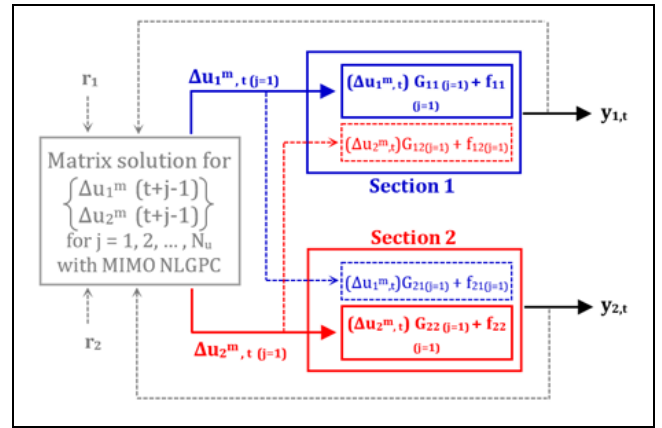 r₁
Δu₁ᵐ, t (j=1)
(Δu₁ᵐ, t) G₁₁ (j=1) + f₁₁
(j=1)
(Δu₂ᵐ,t)G₁₂(j=1) + f₁₂(j=1)
Section 1
y₁,t
Matrix solution for
{Δu₁ᵐ (t+j-1)}
{Δu₂ᵐ (t+j-1)}
for j = 1, 2, ... , Nᵤ
with MIMO NLGPC
Section 2
(Δu₁ᵐ,t)G₂₁(j=1) + f₂₁(j=1)
(Δu₂ᵐ, t) G₂₂ (j=1) + f₂₂
(j=1)
y₂,t
r₂
Δu₂ᵐ, t (j=1)